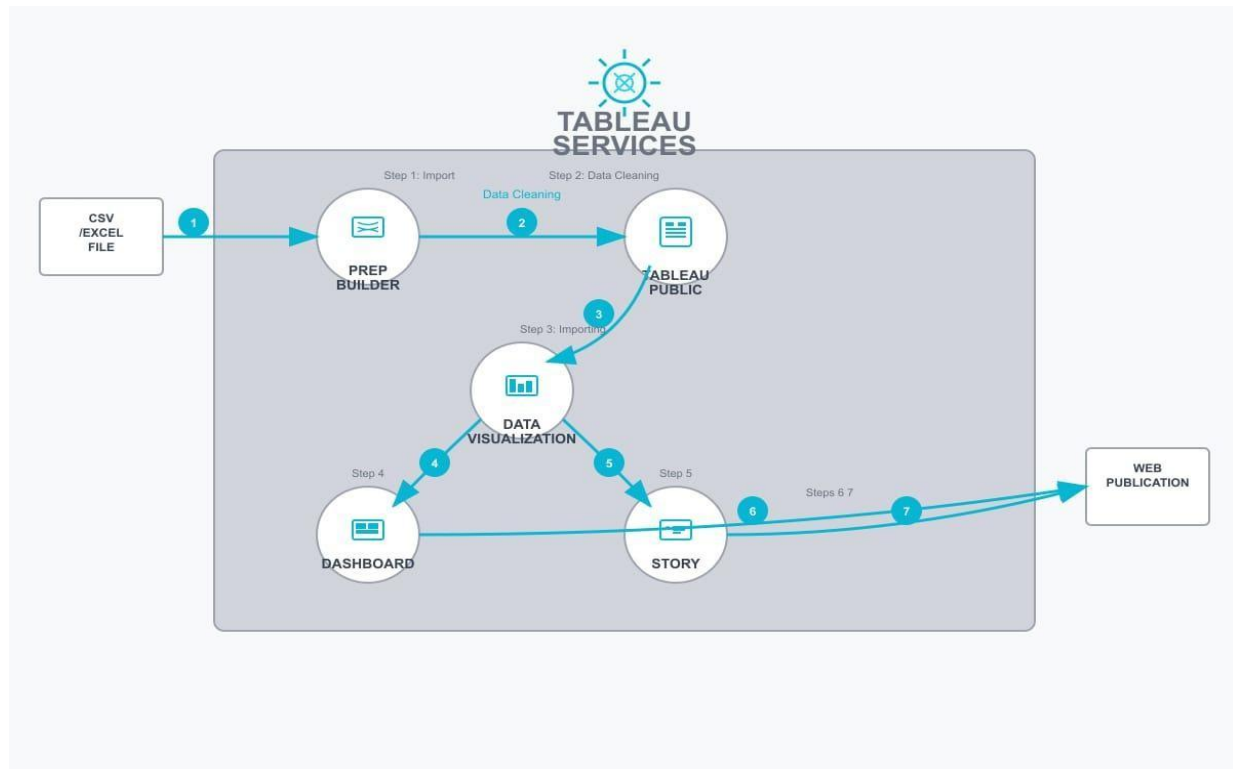 TABLEAU
SERVICES
Step 1: Import
Step 2: Data Cleaning
Data Cleaning
CSV
/EXCEL
FILE
1
2
PREP
BUILDER
TABLEAU
PUBLIC
3
Step 3: Importing
DATA
VISUALIZATION
4
5
Step 4
Step 5
Steps 6 7
WEB
PUBLICATION
6
7
DASHBOARD
STORY